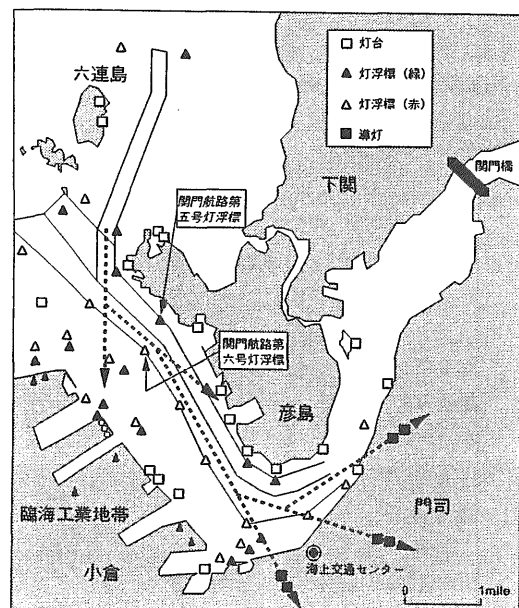 六連島
灯台
灯浮標（緑）
灯浮標（赤）
導灯
下関
関門橋
関門航路第
五号灯浮標
関門航路第
六号灯浮標
彦島
門司
臨海工業地帯
小倉
海上交通センター
0 1mile